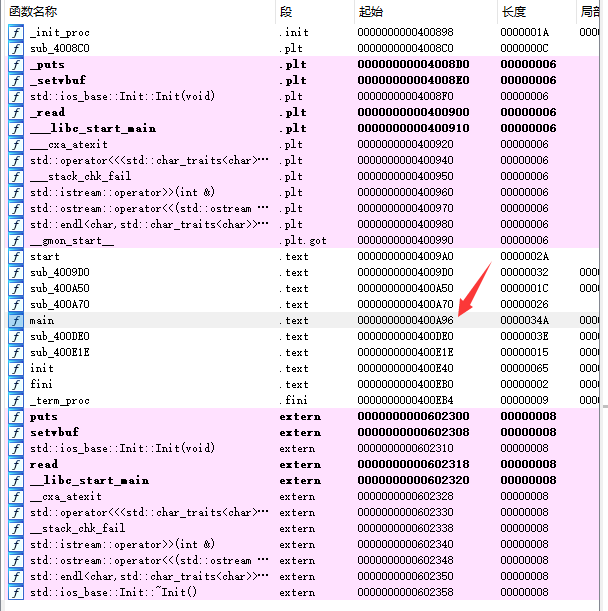 函数名称 段 起始 长度 局部
_init_proc .init 0000000000400898 0000001A 0000
sub_4008C0 .plt 00000000004008C0 0000000C
_puts .plt 00000000004008D0 00000006
_setvbuf .plt 00000000004008E0 00000006
std::ios_base::Init::Init(void) .plt 00000000004008F0 00000006
_read .plt 0000000000400900 00000006
___libc_start_main .plt 0000000000400910 00000006
___cxa_atexit .plt 0000000000400920 00000006
std::operator<<<std::char_traits<char>… .plt 0000000000400940 00000006
___stack_chk_fail .plt 0000000000400950 00000006
std::istream::operator>>(int &) .plt 0000000000400960 00000006
std::ostream::operator<<(std::ostream … .plt 0000000000400970 00000006
std::endl<char,std::char_traits<char>>… .plt 0000000000400980 00000006
__gmon_start__ .plt.got 0000000000400990 00000006
start .text 00000000004009A0 0000002A
sub_4009D0 .text 00000000004009D0 00000032 0000
sub_400A50 .text 0000000000400A50 0000001C 0000
sub_400A70 .text 0000000000400A70 00000026
main .text 0000000000400A96 0000034A 0000
sub_400DE0 .text 0000000000400DE0 0000003E 0000
sub_400E1E .text 0000000000400E1E 00000015 0000
init .text 0000000000400E40 00000065 0000
fini .text 0000000000400EB0 00000002 0000
_term_proc .fini 0000000000400EB4 00000009 0000
puts extern 0000000000602300 00000008
setvbuf extern 0000000000602308 00000008
std::ios_base::Init::Init(void) extern 0000000000602310 00000008
read extern 0000000000602318 00000008
__libc_start_main extern 0000000000602320 00000008
__cxa_atexit extern 0000000000602328 00000008
std::operator<<<std::char_traits<char>… extern 0000000000602330 00000008
__stack_chk_fail extern 0000000000602338 00000008
std::istream::operator>>(int &) extern 0000000000602340 00000008
std::ostream::operator<<(std::ostream … extern 0000000000602348 00000008
std::endl<char,std::char_traits<char>>… extern 0000000000602350 00000008
std::ios_base::Init::~Init() extern 0000000000602358 00000008